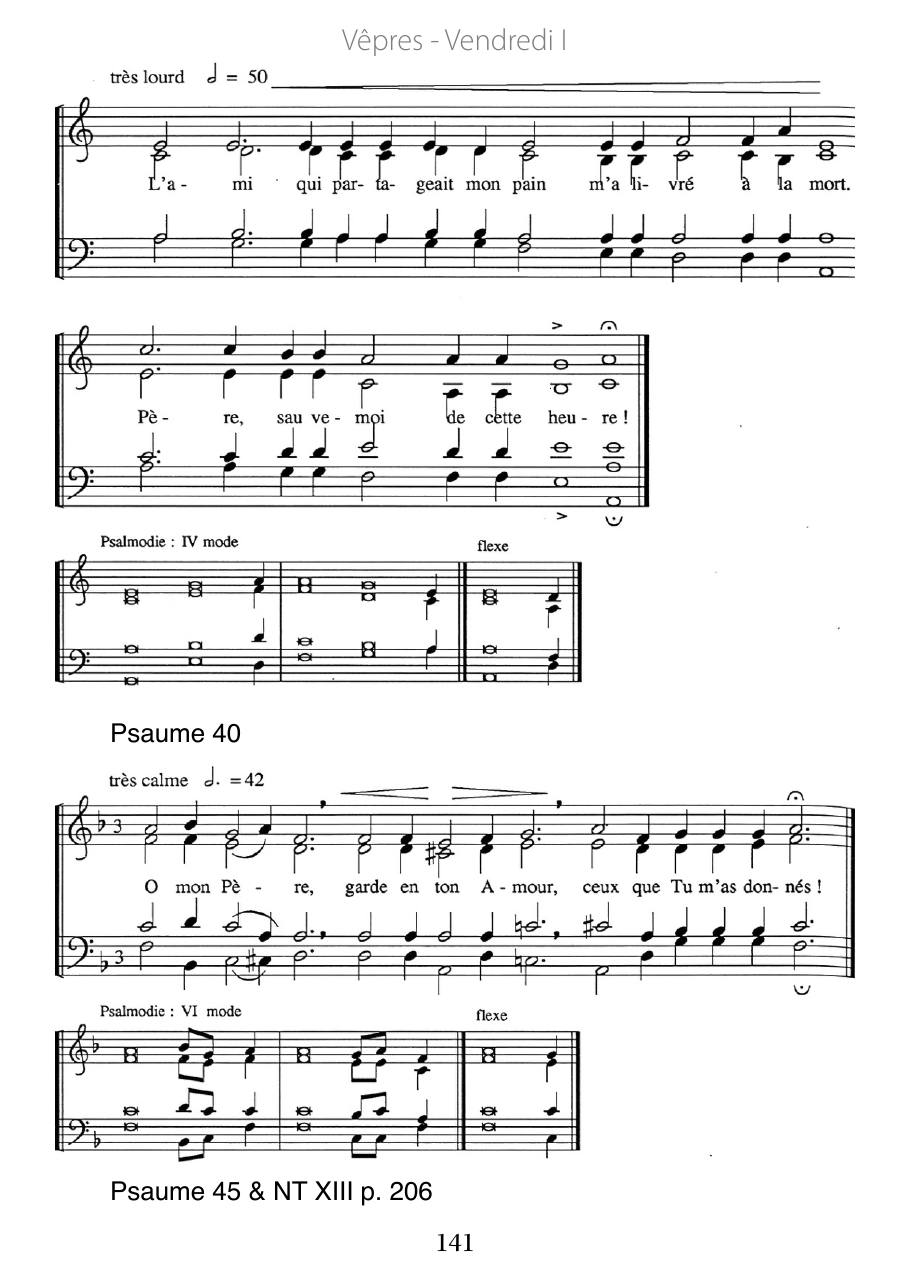 Vêpres - Vendredi I
très lourd 𝅗𝅥 = 50
L'a - mi qui par- ta- geait mon pain m'a li- vré à la mort.
Pè - re, sau ve - moi de cette heu - re !
Psalmodie : IV mode flexe
Psaume 40
très calme 𝅗𝅥. = 42
3
O mon Pè - re, garde en ton A - mour, ceux que Tu m'as don- nés !
3
Psalmodie : VI mode flexe
Psaume 45 & NT XIII p. 206
141